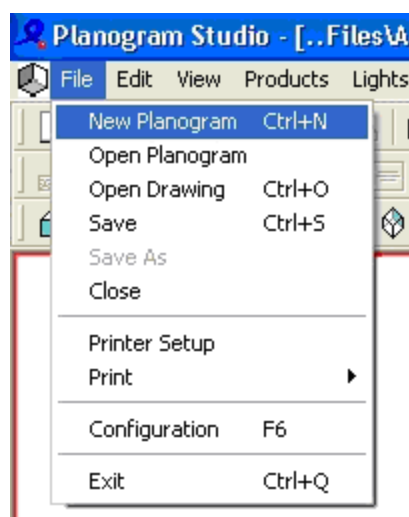 Planogram Studio - [..Files\A
File Edit View Products Lights
New Planogram Ctrl+N
Open Planogram
Open Drawing Ctrl+O
Save Ctrl+S
Save As
Close
Printer Setup
Print
Configuration F6
Exit Ctrl+Q